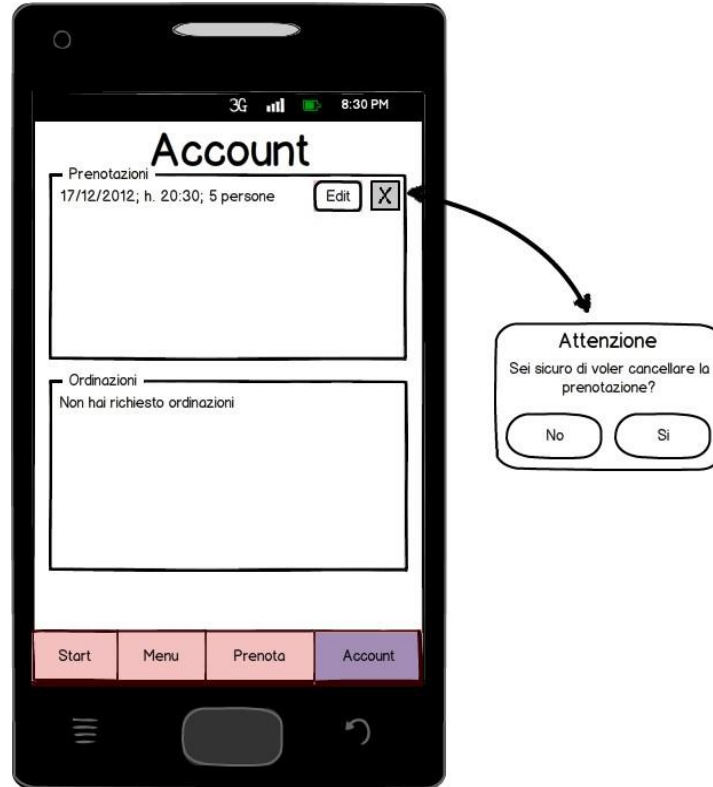 3G 8:30 PM
Account
Prenotazioni
17/12/2012; h. 20:30; 5 persone Edit X
Ordinazioni
Non hai richiesto ordinazioni
Start Menu Prenota Account
Attenzione
Sei sicuro di voler cancellare la
prenotazione?
No Si